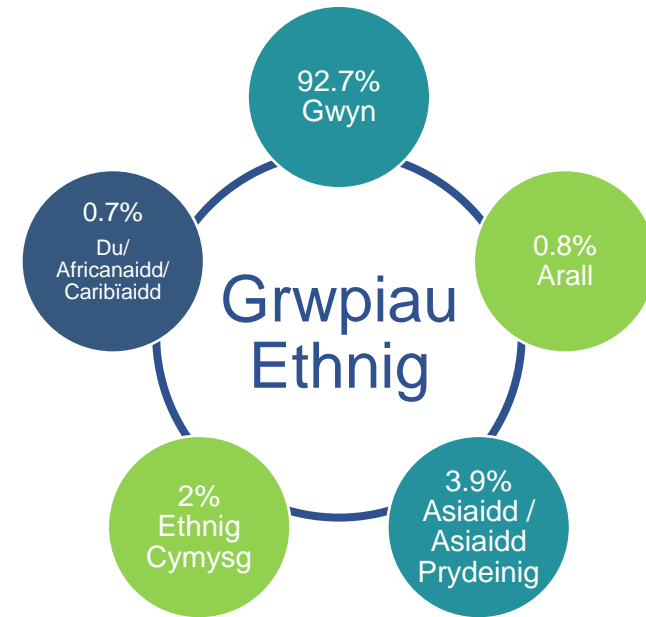 92.7%
Gwyn
0.8%
Arall
3.9%
Asiaidd /
Asiaidd
Prydeinig
2%
Ethnig
Cymysg
0.7%
Du/
Africanaidd/
Caribïaidd
Grwpiau
Ethnig